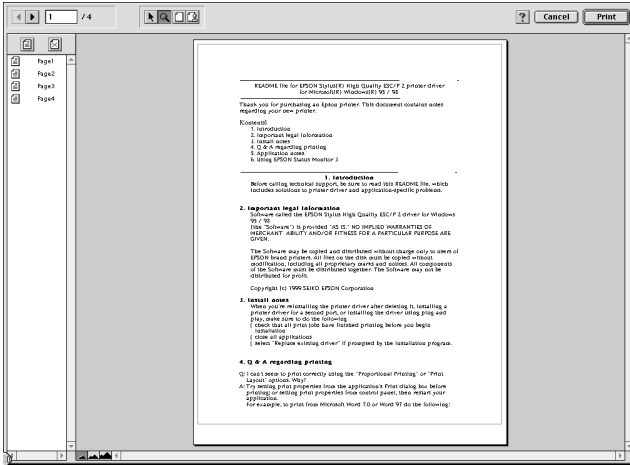 1 / 4
? Cancel Print
Page1
Page2
Page3
Page4
README file for EPSON Stylus(R) High Quality ESC/P 2 printer driver
for Microsoft(R) Windows(R) 95 / 98
Thank you for purchasing an Epson printer. This document contains notes
regarding your new printer.
[Contents]
1. Introduction
2. Important legal information
3. Install notes
4. Q & A regarding printing
5. Application notes
6. Using EPSON Status Monitor 3
1. Introduction
Before calling technical support, be sure to read this README file, which
includes solutions to printer driver and application-specific problems.
2. Important legal information
Software called the EPSON Stylus High Quality ESC/P 2 driver for Windows
95 / 98
(the "Software") is provided "AS IS." NO IMPLIED WARRANTIES OF
MERCHANT ABILITY AND/OR FITNESS FOR A PARTICULAR PURPOSE ARE
GIVEN.
The Software may be copied and distributed without charge only to users of
EPSON brand printers. All files on the disk must be copied without
modification, including all proprietary marks and notices. All components
of the Software must be distributed together. The Software may not be
distributed for profit.
Copyright (c) 1999 SEIKO EPSON Corporation
3. Install notes
When you're reinstalling the printer driver after deleting it, installing a
printer driver for a second port, or installing the driver using plug and
play, make sure to do the following
( check that all print jobs have finished printing before you begin
installation
( close all applications
( select "Replace existing driver" if prompted by the installation program.
4. Q & A regarding printing
Q: I can't seem to print correctly using the "Proportional Printing" or "Print
Layout" options. Why?
A: Try setting print properties from the application's Print dialog box before
printing; or setting print properties from control panel, then restart your
application.
For example, to print from Microsoft Word 7.0 or Word 97 do the following: